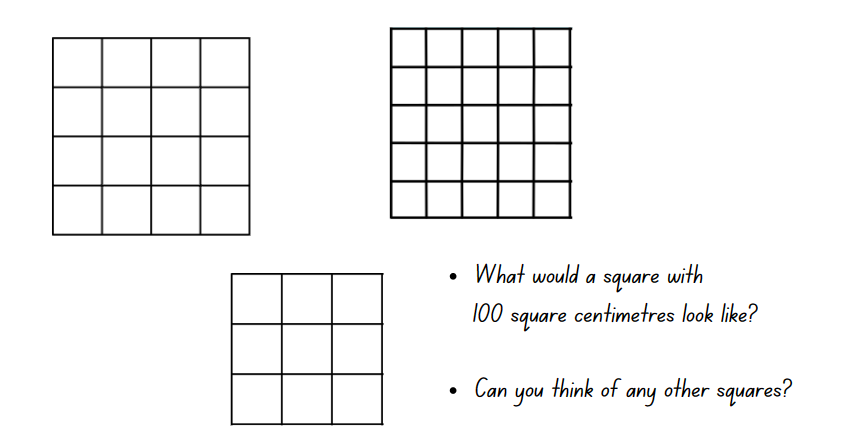 • What would a square with
100 square centimetres look like?
• Can you think of any other squares?